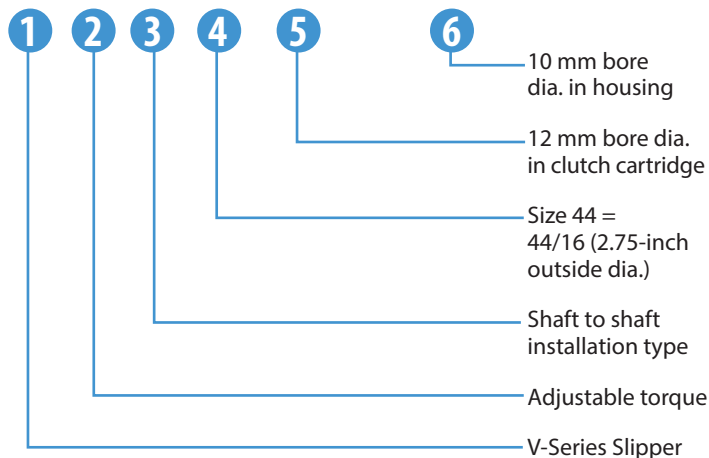 1 2 3 4 5 6
10 mm bore
dia. in housing
12 mm bore dia.
in clutch cartridge
Size 44 =
44/16 (2.75-inch
outside dia.)
Shaft to shaft
installation type
Adjustable torque
V-Series Slipper